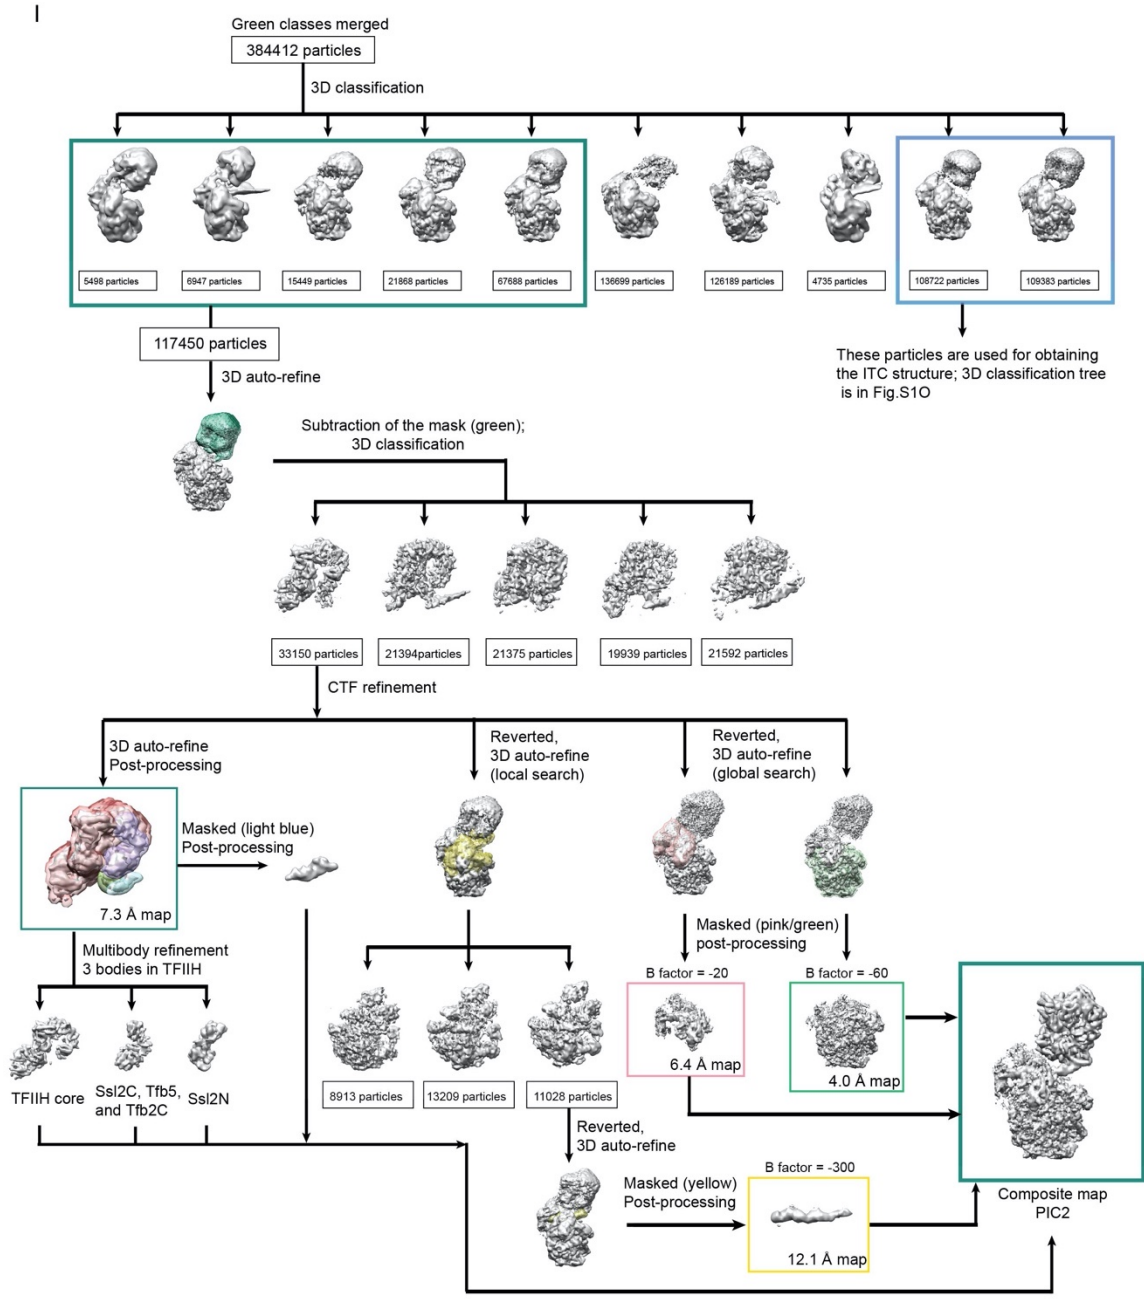 I
Green classes merged
384412 particles
3D classification
5498 particles
6947 particles
15449 particles
21868 particles
67688 particles
136699 particles
126189 particles
4735 particles
108722 particles
109383 particles
117450 particles
3D auto-refine
These particles are used for obtaining
the ITC structure; 3D classification tree
is in Fig.S1O
Subtraction of the mask (green);
3D classification
33150 particles
21394particles
21375 particles
19939 particles
21592 particles
CTF refinement
3D auto-refine
Post-processing
Reverted,
3D auto-refine
(local search)
Reverted,
3D auto-refine
(global search)
Masked (light blue)
Post-processing
7.3 Å map
Multibody refinement
3 bodies in TFIIH
Masked (pink/green)
post-processing
B factor = -20
B factor = -60
6.4 Å map
4.0 Å map
TFIIH core
Ssl2C, Tfb5,
and Tfb2C
Ssl2N
8913 particles
13209 particles
11028 particles
Reverted,
3D auto-refine
Masked (yellow)
Post-processing
B factor = -300
12.1 Å map
Composite map
PIC2